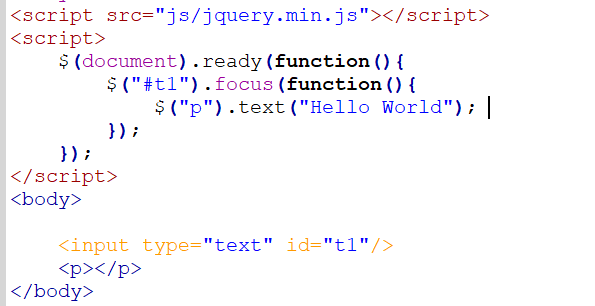 <script src="js/jquery.min.js"></script>
<script>
    $(document).ready(function(){
        $("#t1").focus(function(){
            $("p").text("Hello World");
        });
    });
</script>
<body>

    <input type="text" id="t1"/>
    <p></p>
</body>